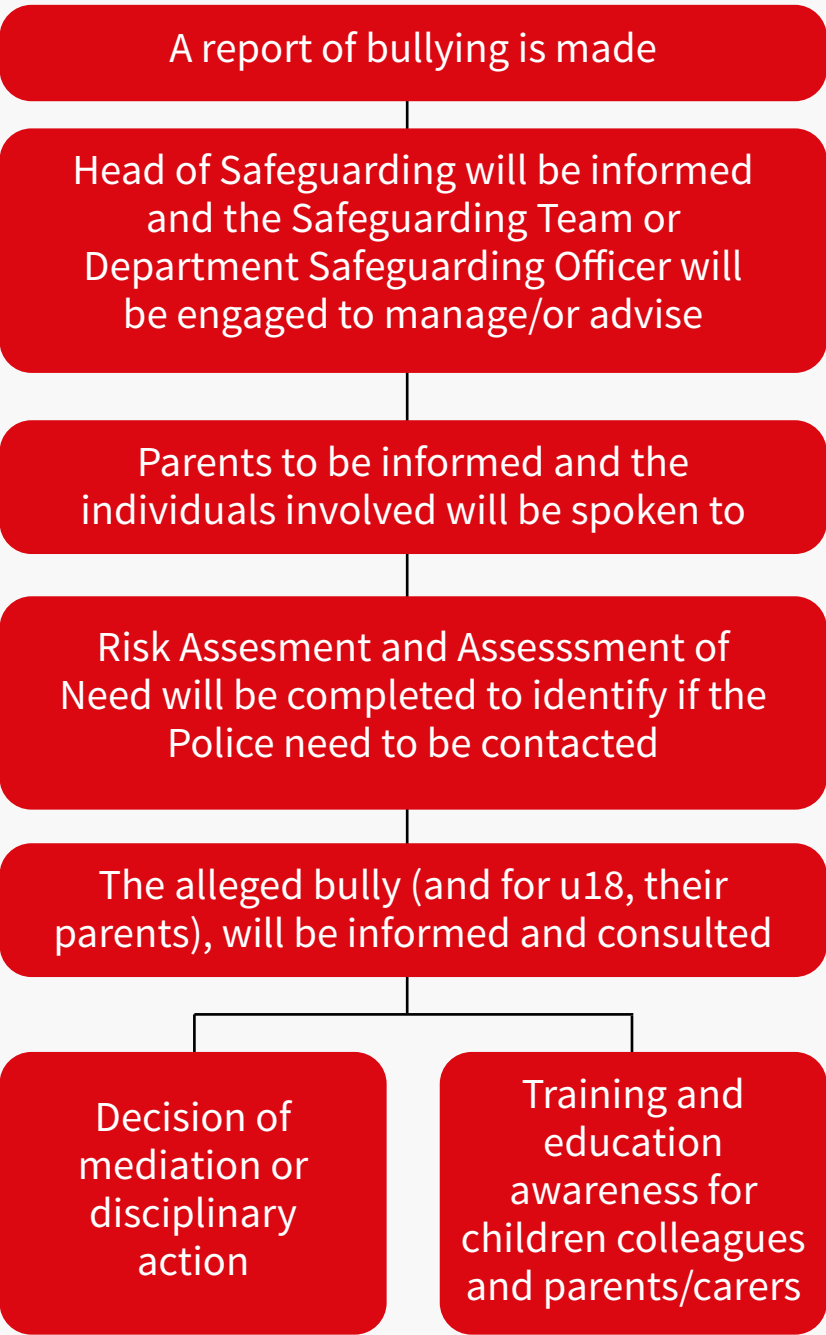 A report of bullying is made
Head of Safeguarding will be informed
and the Safeguarding Team or
Department Safeguarding Officer will
be engaged to manage/or advise
Parents to be informed and the
individuals involved will be spoken to
Risk Assesment and Assesssment of
Need will be completed to identify if the
Police need to be contacted
The alleged bully (and for u18, their
parents), will be informed and consulted
Decision of
mediation or
disciplinary
action
Training and
education
awareness for
children colleagues
and parents/carers